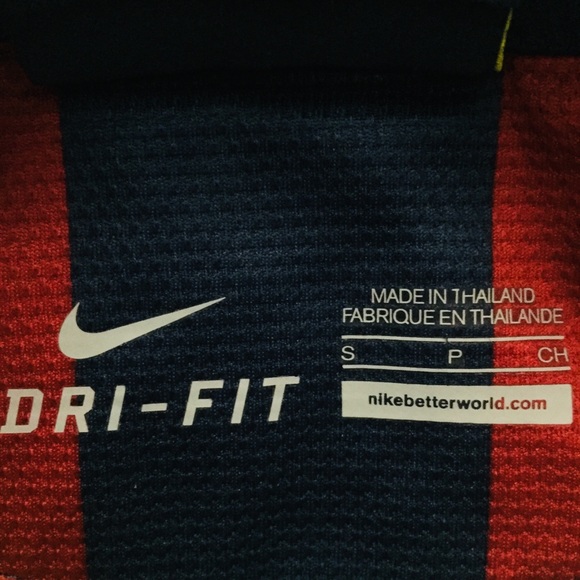 MADE IN THAILAND
FABRIQUE EN THAILANDE
S P CH
DRI-FIT
nikebetterworld.com